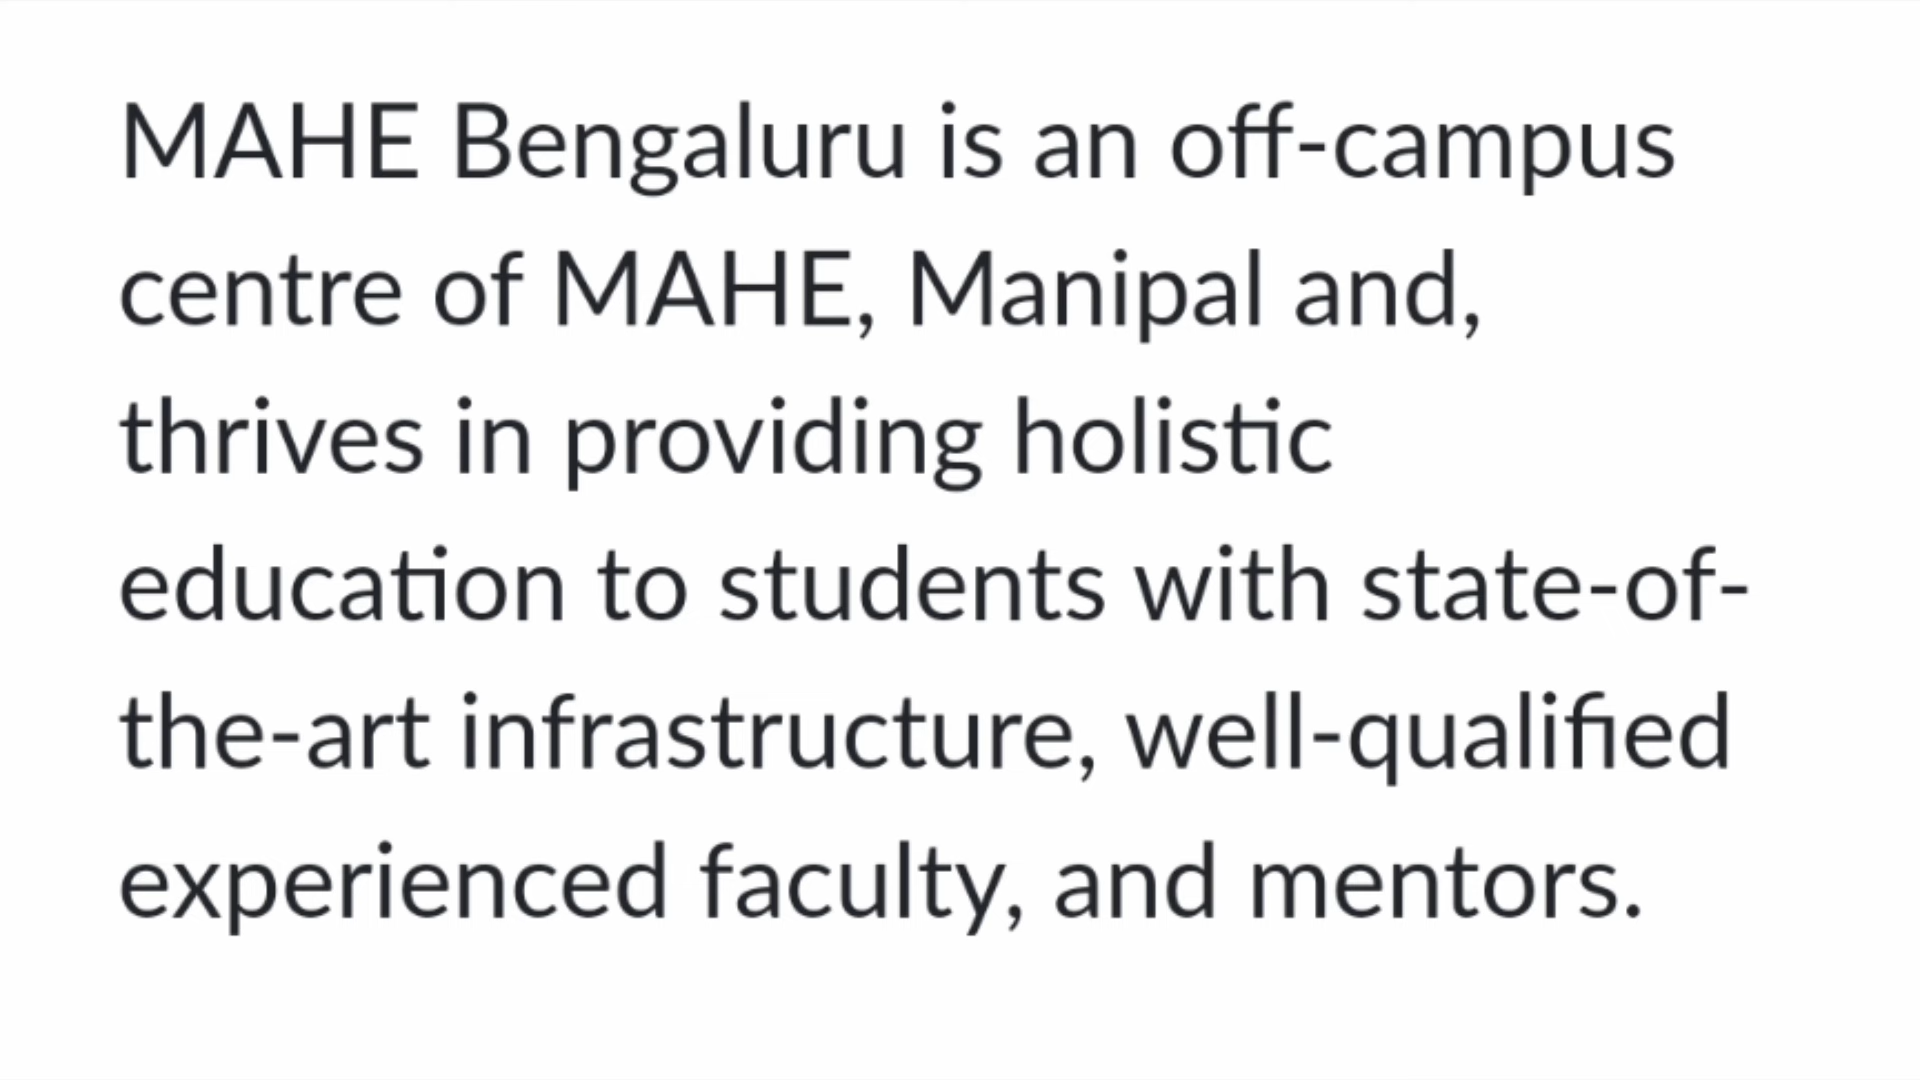 MAHE Bengaluru is an off-campus
centre of MAHE, Manipal and,
thrives in providing holistic
education to students with state-of-
the-art infrastructure, well-qualified
experienced faculty, and mentors.